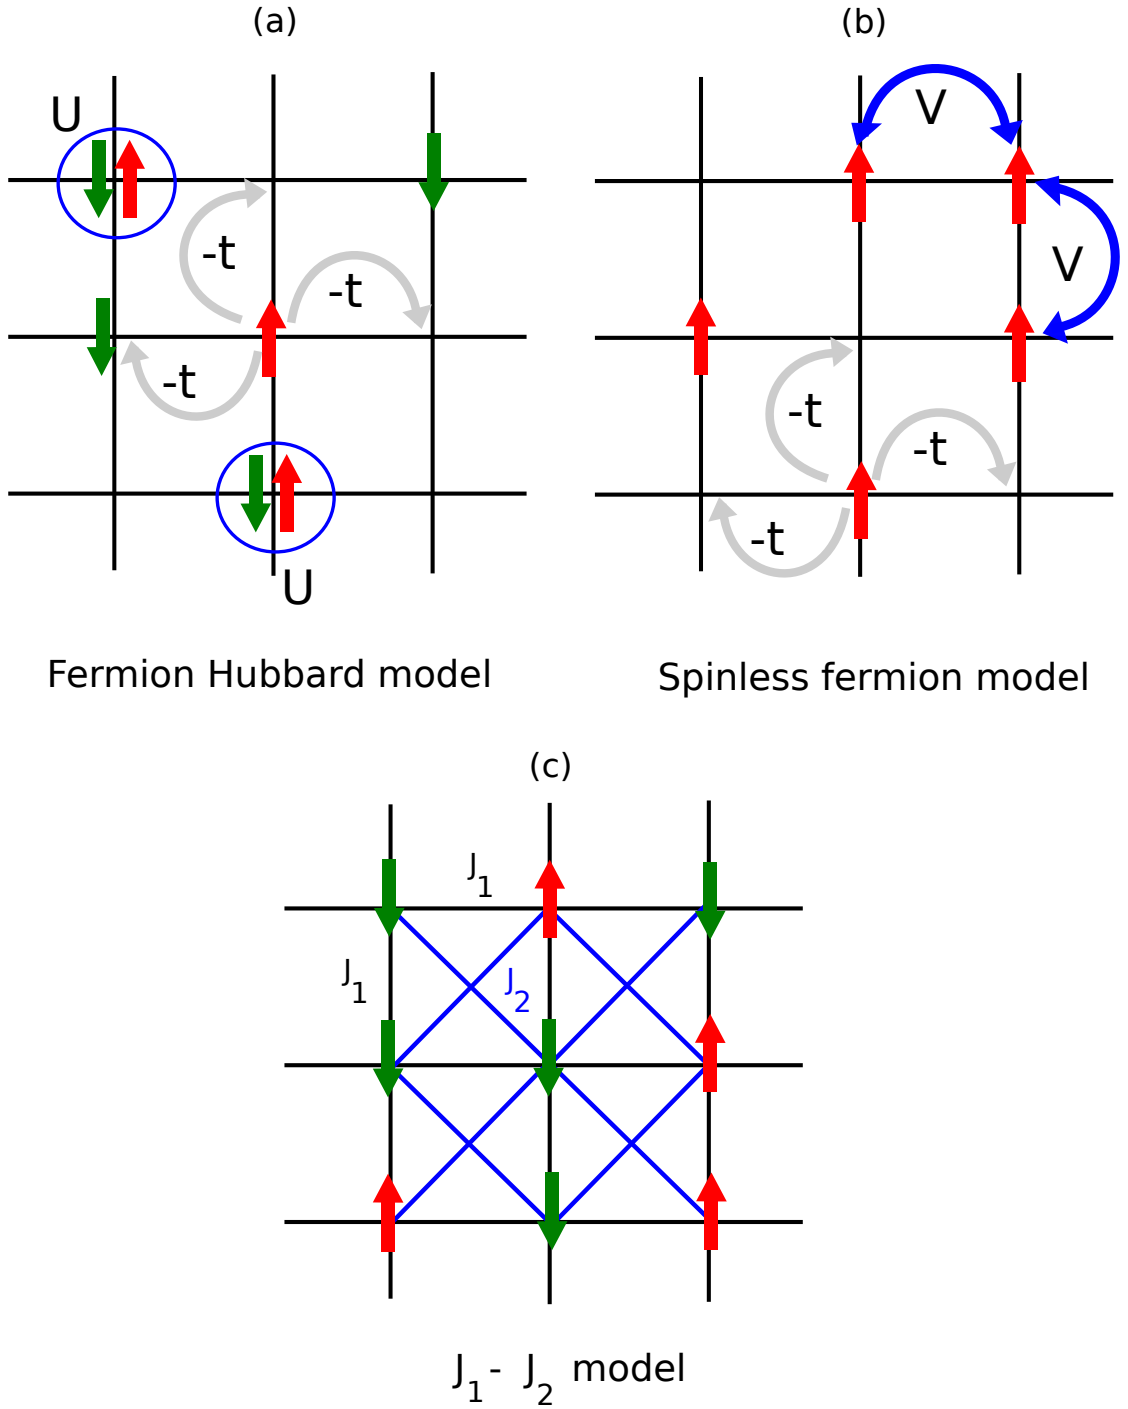 (a)
(b)
U
V
-t
-t
V
-t
-t
-t
-t
U
Fermion Hubbard model
Spinless fermion model
(c)
J1
J1
J2
J1 - J2 model